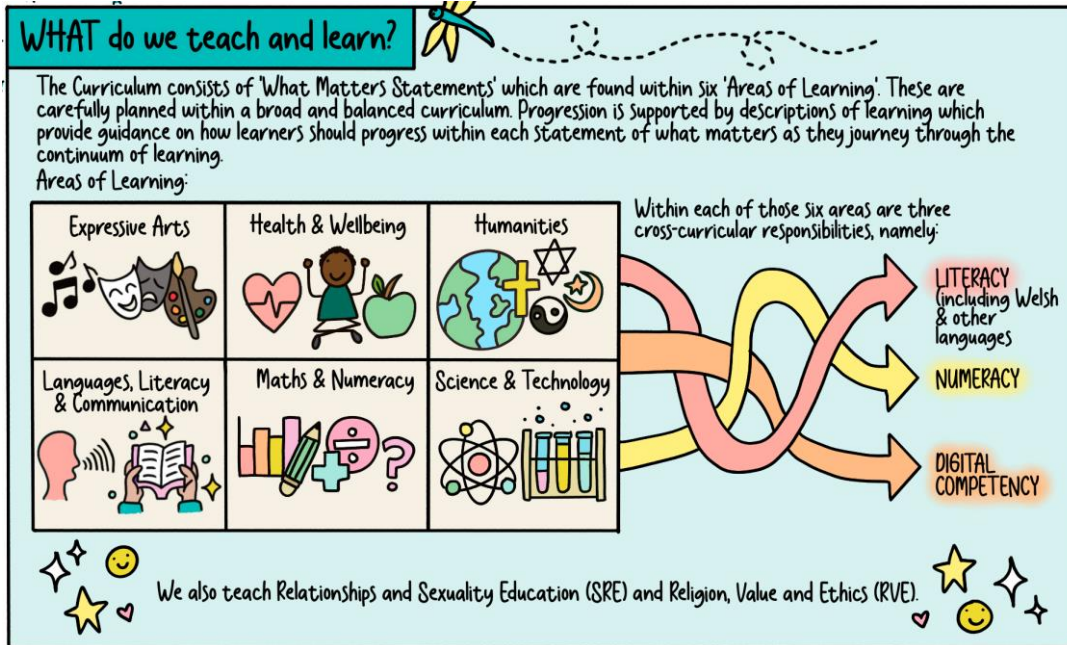 WHAT do we teach and learn?
The Curriculum consists of 'What Matters Statements' which are found within six 'Areas of Learning'. These are
carefully planned within a broad and balanced curriculum. Progression is supported by descriptions of learning which
provide guidance on how learners should progress within each statement of what matters as they journey through the
continuum of learning.
Areas of Learning:
Expressive Arts
Health & Wellbeing
Humanities
Languages, Literacy
& Communication
Maths & Numeracy
Science & Technology
Within each of those six areas are three
cross-curricular responsibilities, namely:
LITERACY
(including Welsh
& other
languages
NUMERACY
DIGITAL
COMPETENCY
We also teach Relationships and Sexuality Education (SRE) and Religion, Value and Ethics (RVE).